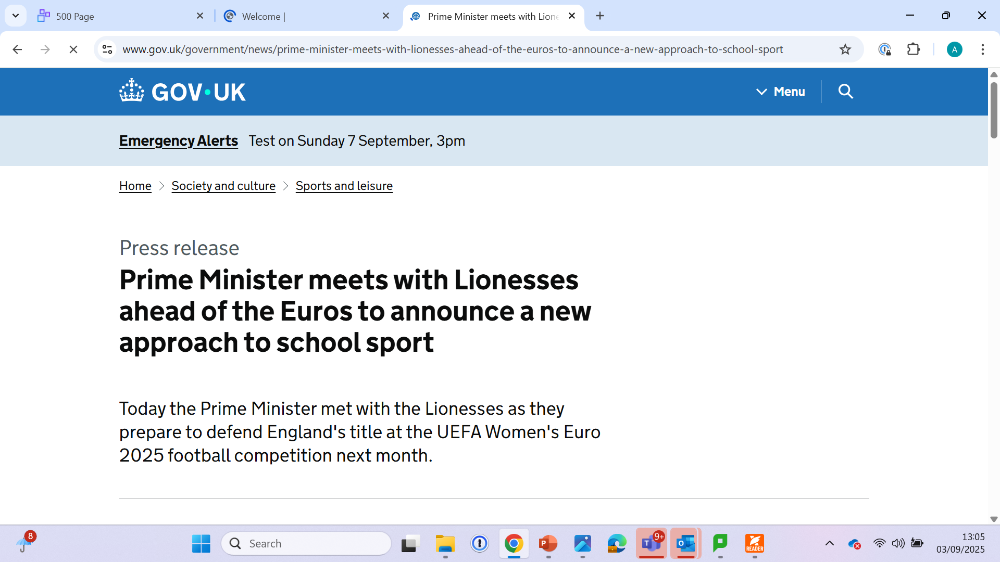 500 Page
Welcome |
Prime Minister meets with Lion
www.gov.uk/government/news/prime-minister-meets-with-lionesses-ahead-of-the-euros-to-announce-a-new-approach-to-school-sport
A
GOV·UK
Menu
Emergency Alerts Test on Sunday 7 September, 3pm
Home > Society and culture > Sports and leisure
Press release
Prime Minister meets with Lionesses
ahead of the Euros to announce a new
approach to school sport
Today the Prime Minister met with the Lionesses as they
prepare to defend England's title at the UEFA Women's Euro
2025 football competition next month.
8
Search
P
T
9+
O
READER
13:05
03/09/2025